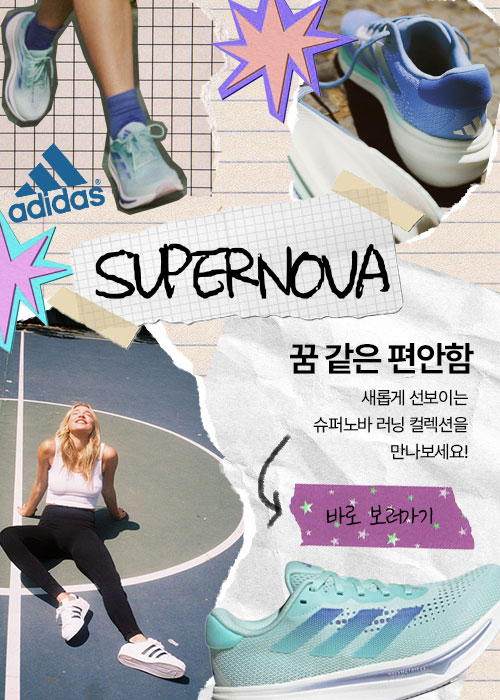 adidas®
SUPERNOVA
꿈 같은 편안함
새롭게 선보이는
슈퍼노바 러닝 컬렉션을
만나보세요!
바로 보러가기